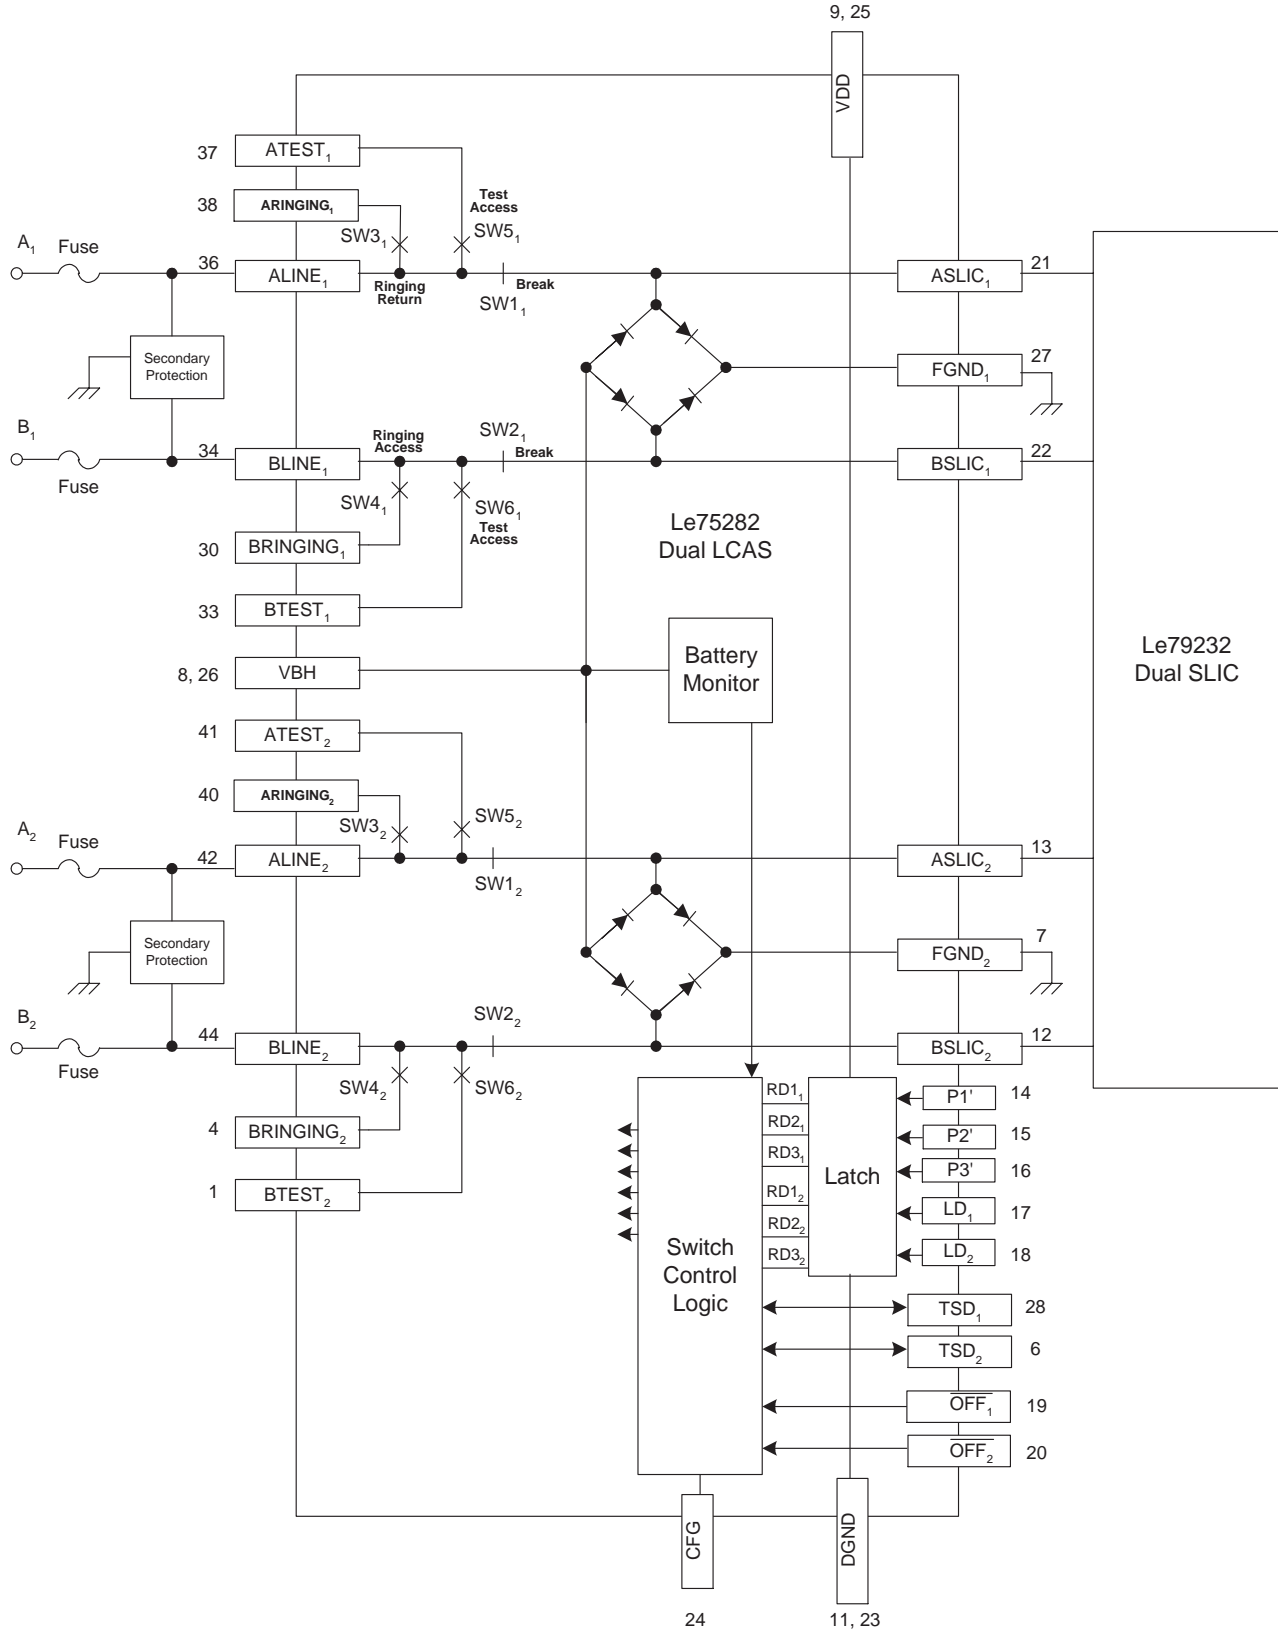 9, 25
VDD
37
ATEST₁
38
ARINGING₁
Test
Access
SW3₁
SW5₁
A₁
Fuse
36
ALINE₁
Ringing
Return
SW1₁
Break
ASLIC₁
21
Secondary
Protection
FGND₁
27
B₁
Fuse
34
BLINE₁
Ringing
Access
SW2₁
Break
BSLIC₁
22
SW4₁
SW6₁
Test
Access
30
BRINGING₁
Le75282
Dual LCAS
33
BTEST₁
8, 26
VBH
Battery
Monitor
Le79232
Dual SLIC
41
ATEST₂
40
ARINGING₂
SW3₂
SW5₂
A₂
Fuse
42
ALINE₂
SW1₂
ASLIC₂
13
Secondary
Protection
FGND₂
7
B₂
Fuse
44
BLINE₂
SW2₂
BSLIC₂
12
SW4₂
SW6₂
4
BRINGING₂
1
BTEST₂
Switch
Control
Logic
RD1₁
RD2₁
RD3₁
RD1₂
RD2₂
RD3₂
Latch
P1'
14
P2'
15
P3'
16
LD₁
17
LD₂
18
TSD₁
28
TSD₂
6
O̅F̅F̅₁
19
O̅F̅F̅₂
20
CFG
DGND
24
11, 23